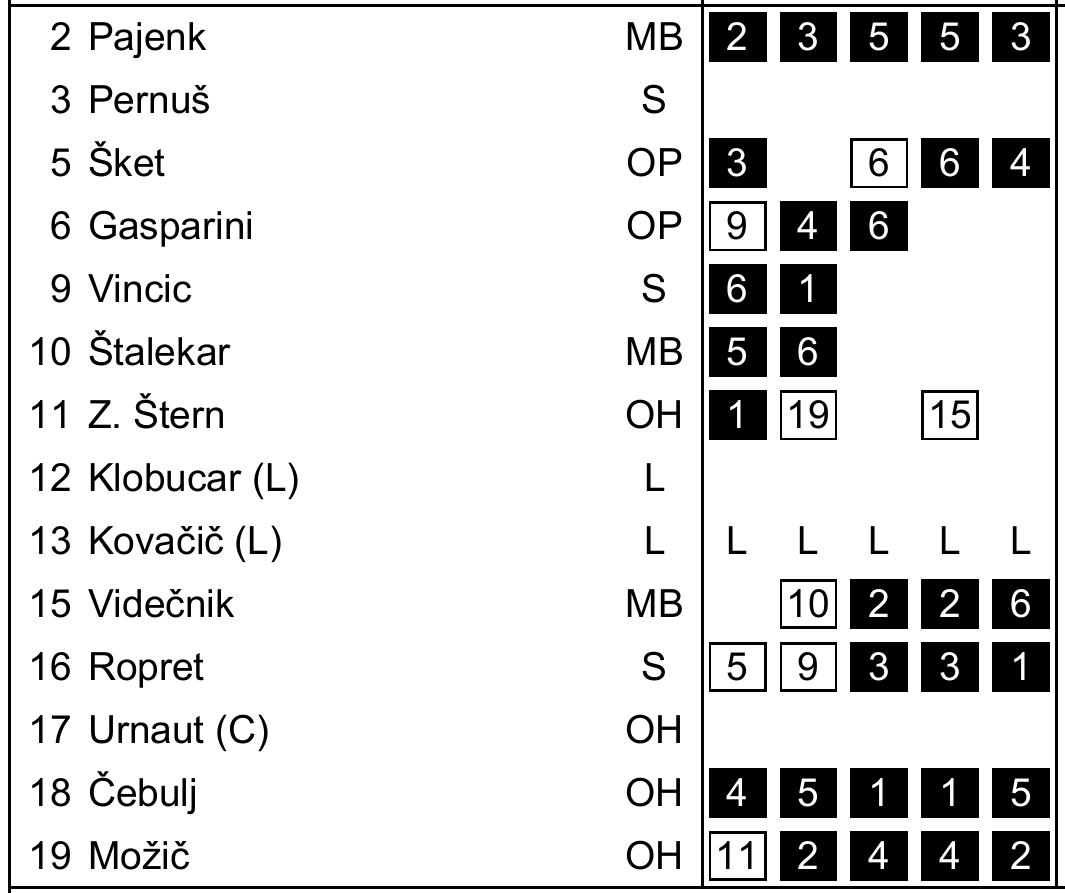 2 Pajenk MB 2 3 5 5 3
3 Pernuš S
5 Šket OP 3 6 6 4
6 Gasparini OP 9 4 6
9 Vincic S 6 1
10 Štalekar MB 5 6
11 Z. Štern OH 1 19 15
12 Klobucar (L) L
13 Kovačič (L) L L L L L L
15 Videčnik MB 10 2 2 6
16 Ropret S 5 9 3 3 1
17 Urnaut (C) OH
18 Čebulj OH 4 5 1 1 5
19 Možič OH 11 2 4 4 2